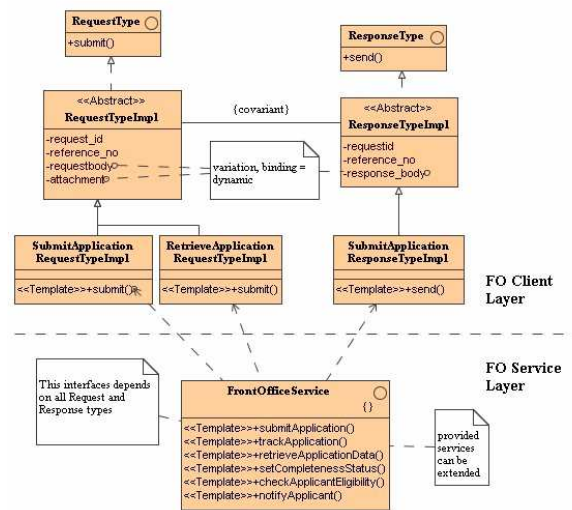 RequestType
+submit()
ResponseType
+send()
<<Abstract>>
RequestTypeImpl
-request_id
-reference_no
-requestbody
-attachment
{covariant}
<<Abstract>>
ResponseTypeImpl
-requestid
-reference_no
-response_body
variation, binding =
dynamic
SubmitApplication
RequestTypeImpl
<<Template>>+submit()
RetrieveApplication
RequestTypeImpl
<<Template>>+submit()
SubmitApplication
ResponseTypeImpl
<<Template>>+send()
FO Client
Layer
FO Service
Layer
This interfaces depends
on all Request and
Response types
FrontOfficeService
{}
<<Template>>+submitApplication()
<<Template>>+trackApplication()
<<Template>>+retrieveApplicationData()
<<Template>>+setCompletenessStatus()
<<Template>>+checkApplicantEligibility()
<<Template>>+notifyApplicant()
provided
services
can be
extended